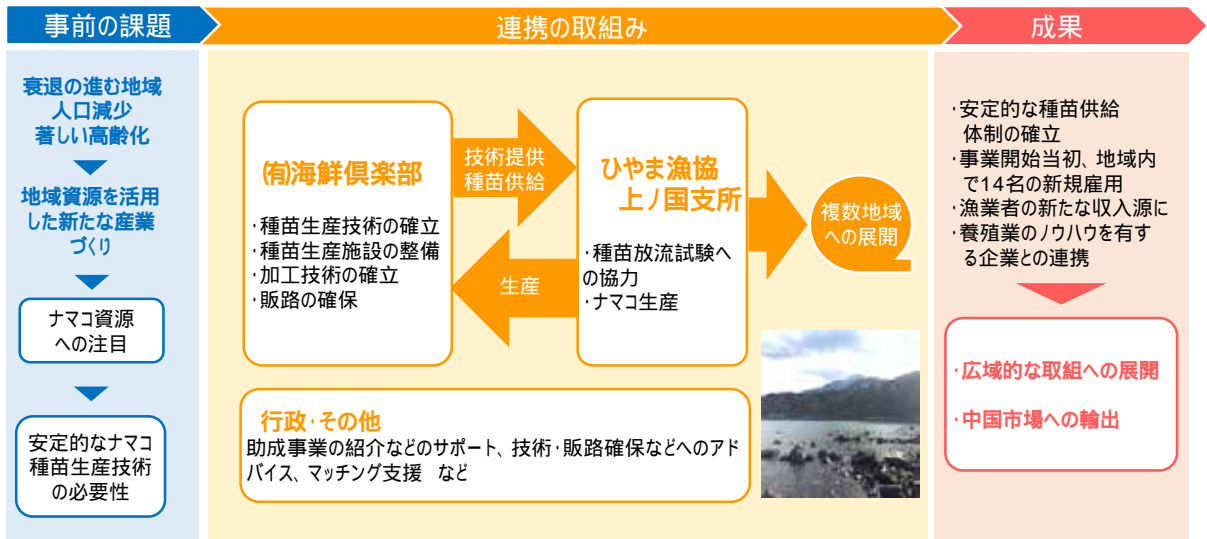 事前の課題
連携の取組み
成果
衰退の進む地域
人口減少
著しい高齢化
地域資源を活用
した新たな産業
づくり
ナマコ資源
への注目
安定的なナマコ
種苗生産技術
の必要性
㈲海鮮倶楽部
・種苗生産技術の確立
・種苗生産施設の整備
・加工技術の確立
・販路の確保
技術提供
種苗供給
生産
ひやま漁協
上ノ国支所
・種苗放流試験へ
の協力
・ナマコ生産
複数地域
への展開
行政・その他
助成事業の紹介などのサポート、技術・販路確保などへのアド
バイス、マッチング支援　など
・安定的な種苗供給
体制の確立
・事業開始当初、地域内
で14名の新規雇用
・漁業者の新たな収入源に
・養殖業のノウハウを有す
る企業との連携
・広域的な取組への展開
・中国市場への輸出